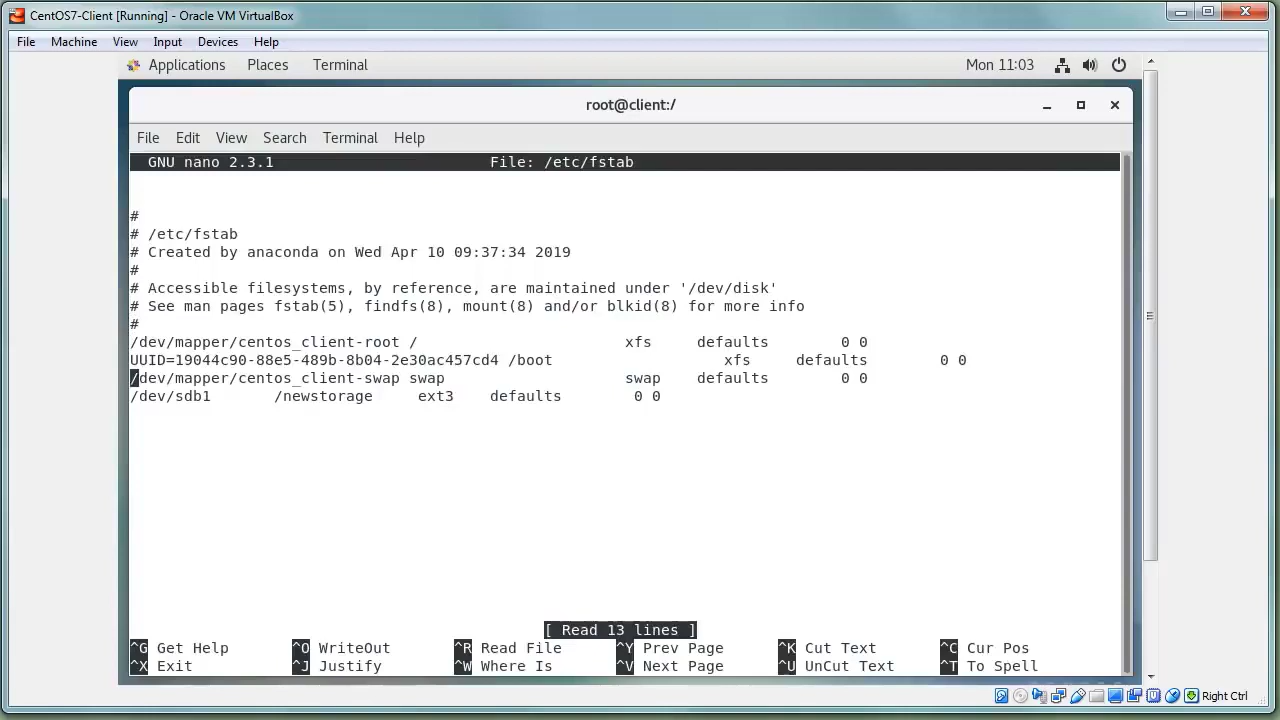 CentOS7-Client [Running] - Oracle VM VirtualBox
File Machine View Input Devices Help
Applications Places Terminal Mon 11:03
root@client:/
File Edit View Search Terminal Help
GNU nano 2.3.1 File: /etc/fstab
#
# /etc/fstab
# Created by anaconda on Wed Apr 10 09:37:34 2019
#
# Accessible filesystems, by reference, are maintained under '/dev/disk'
# See man pages fstab(5), findfs(8), mount(8) and/or blkid(8) for more info
#
/dev/mapper/centos_client-root / xfs defaults 0 0
UUID=19044c90-88e5-489b-8b04-2e30ac457cd4 /boot xfs defaults 0 0
/dev/mapper/centos_client-swap swap swap defaults 0 0
/dev/sdb1 /newstorage ext3 defaults 0 0
[ Read 13 lines ]
^G Get Help ^O WriteOut ^R Read File ^Y Prev Page ^K Cut Text ^C Cur Pos
^X Exit ^J Justify ^W Where Is ^V Next Page ^U UnCut Text ^T To Spell
Right Ctrl